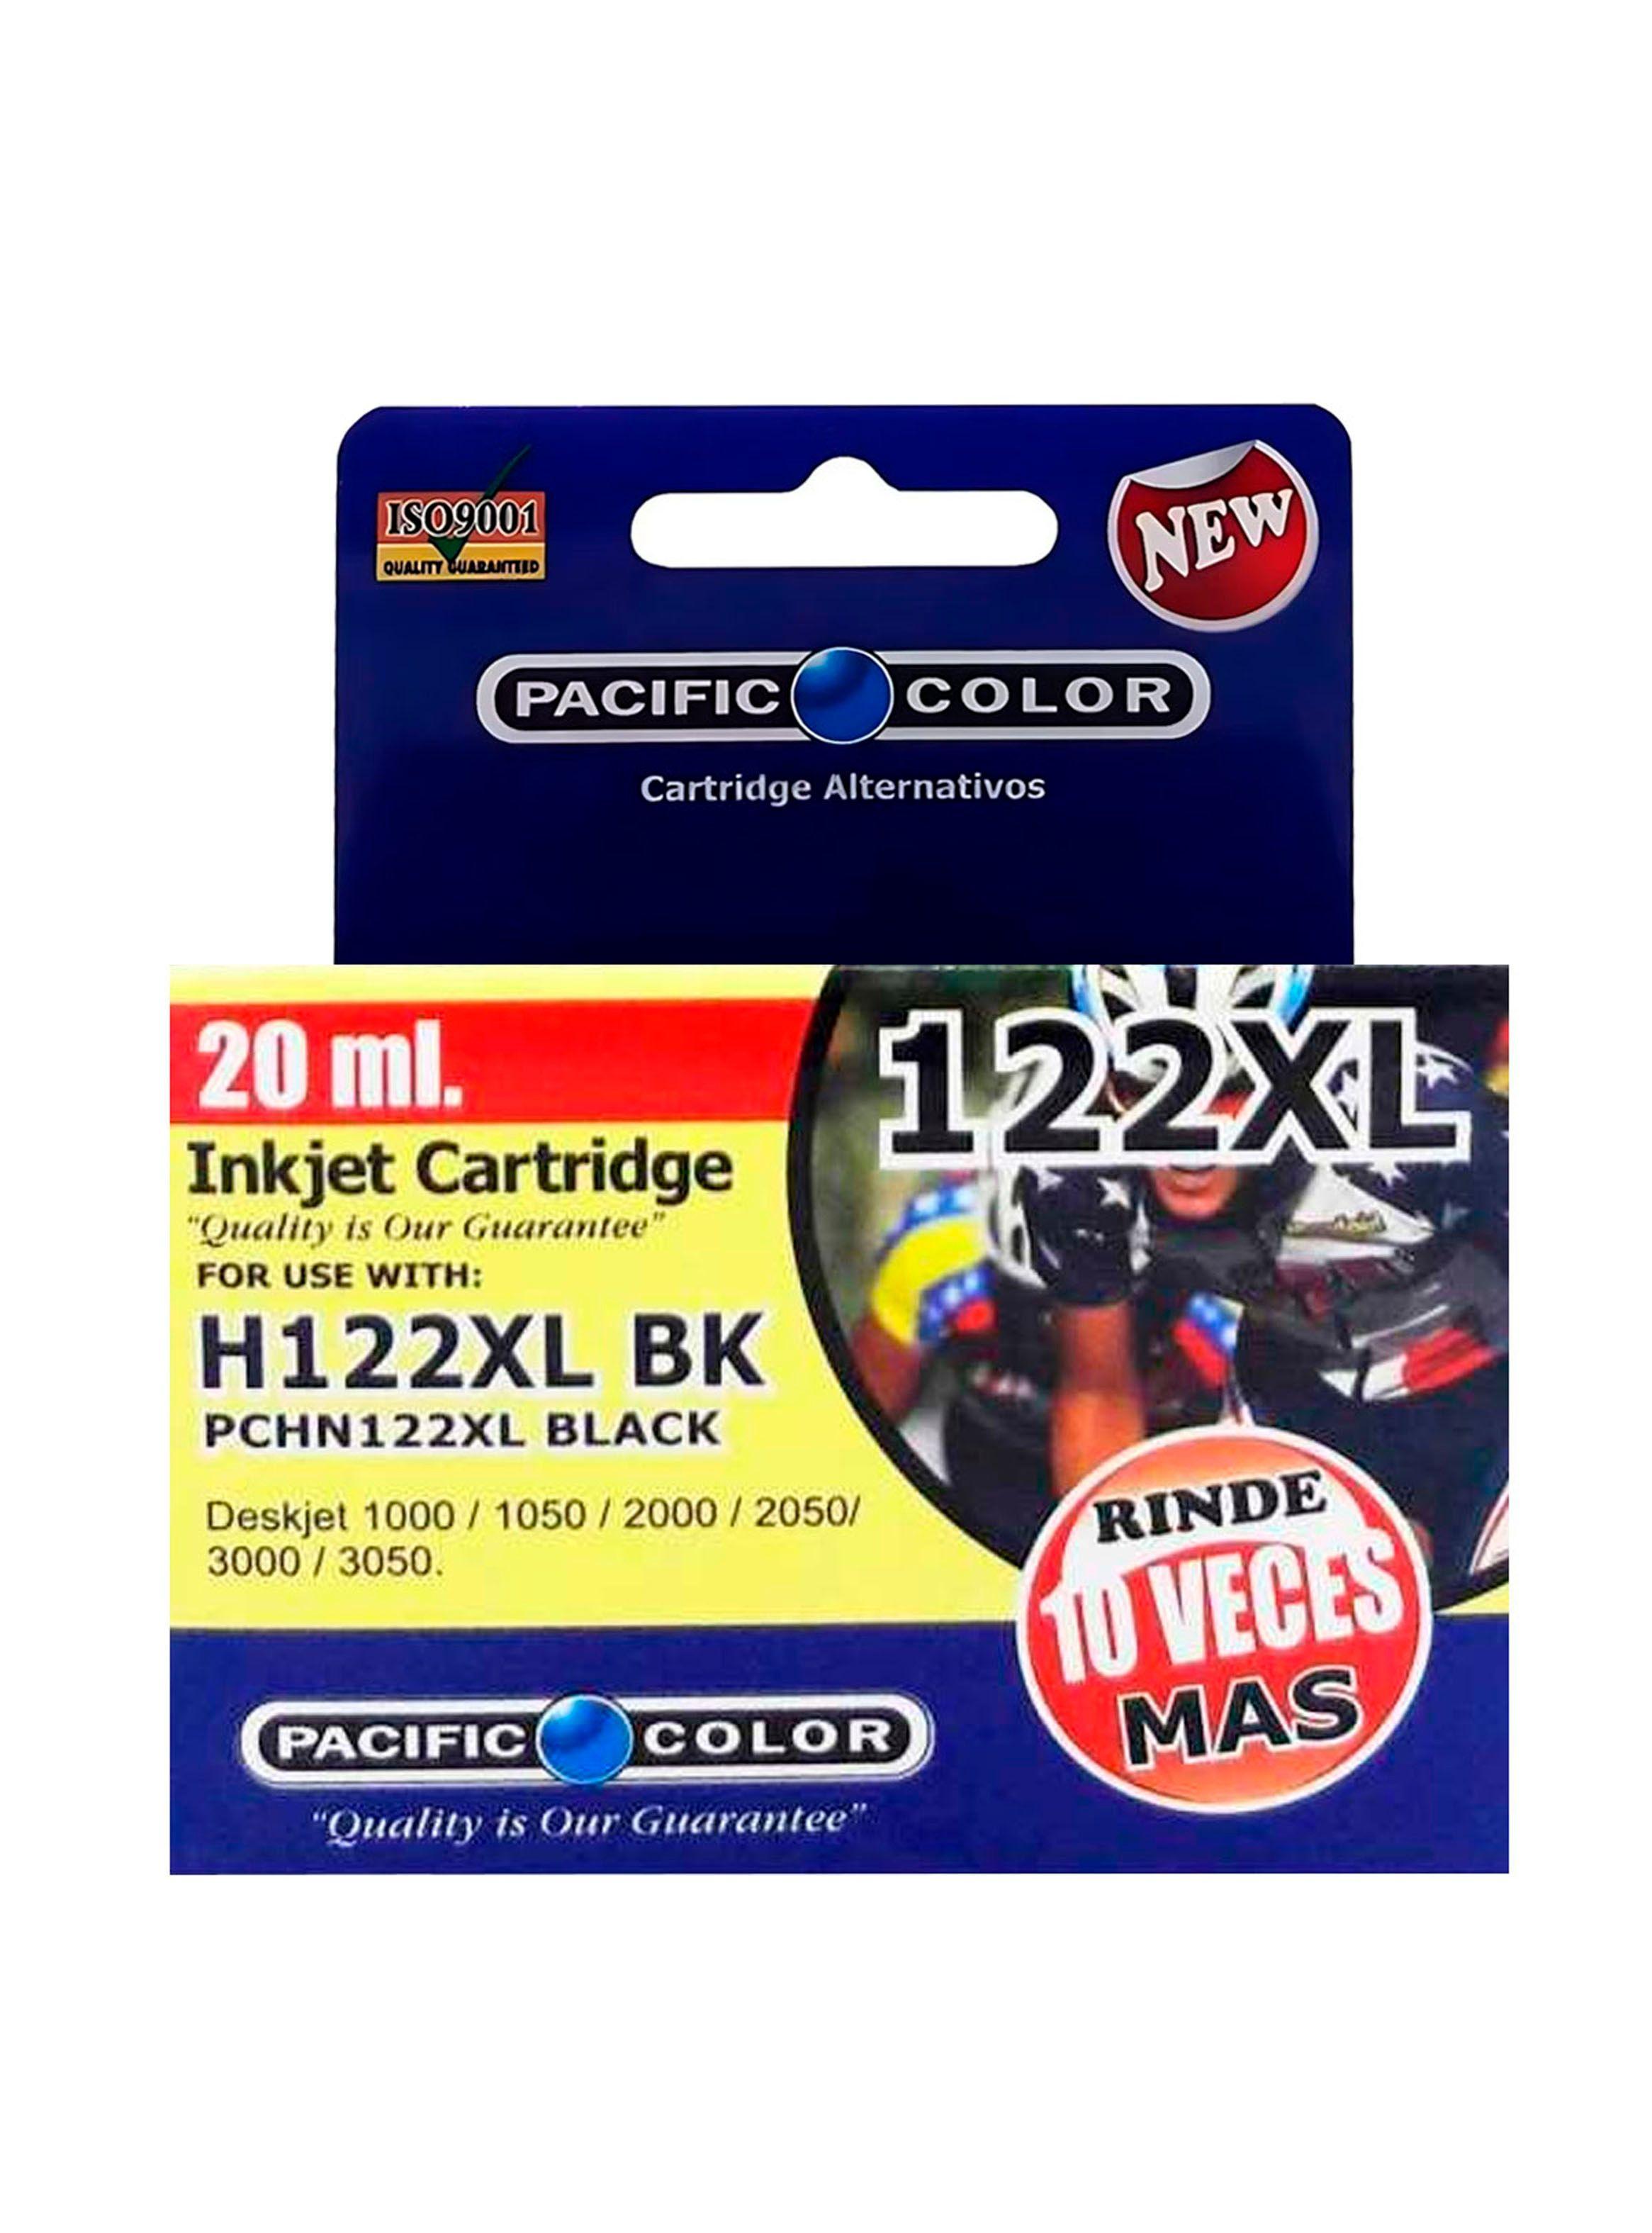 ISO9001
QUALITY GUARANTEED
NEW
PACIFIC COLOR
Cartridge Alternativos
20 ml.
122XL
Inkjet Cartridge
"Quality is Our Guarantee"
FOR USE WITH:
H122XL BK
PCHN122XL BLACK
Deskjet 1000 / 1050 / 2000 / 2050/
3000 / 3050.
RINDE
10 VECES
MAS
PACIFIC COLOR
"Quality is Our Guarantee"